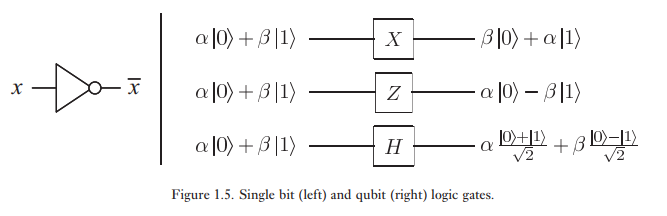 α|0⟩ + β|1⟩ X β|0⟩ + α|1⟩
x x̅ α|0⟩ + β|1⟩ Z α|0⟩ − β|1⟩
α|0⟩ + β|1⟩ H α |0⟩+|1⟩/√2 + β |0⟩−|1⟩/√2
Figure 1.5. Single bit (left) and qubit (right) logic gates.